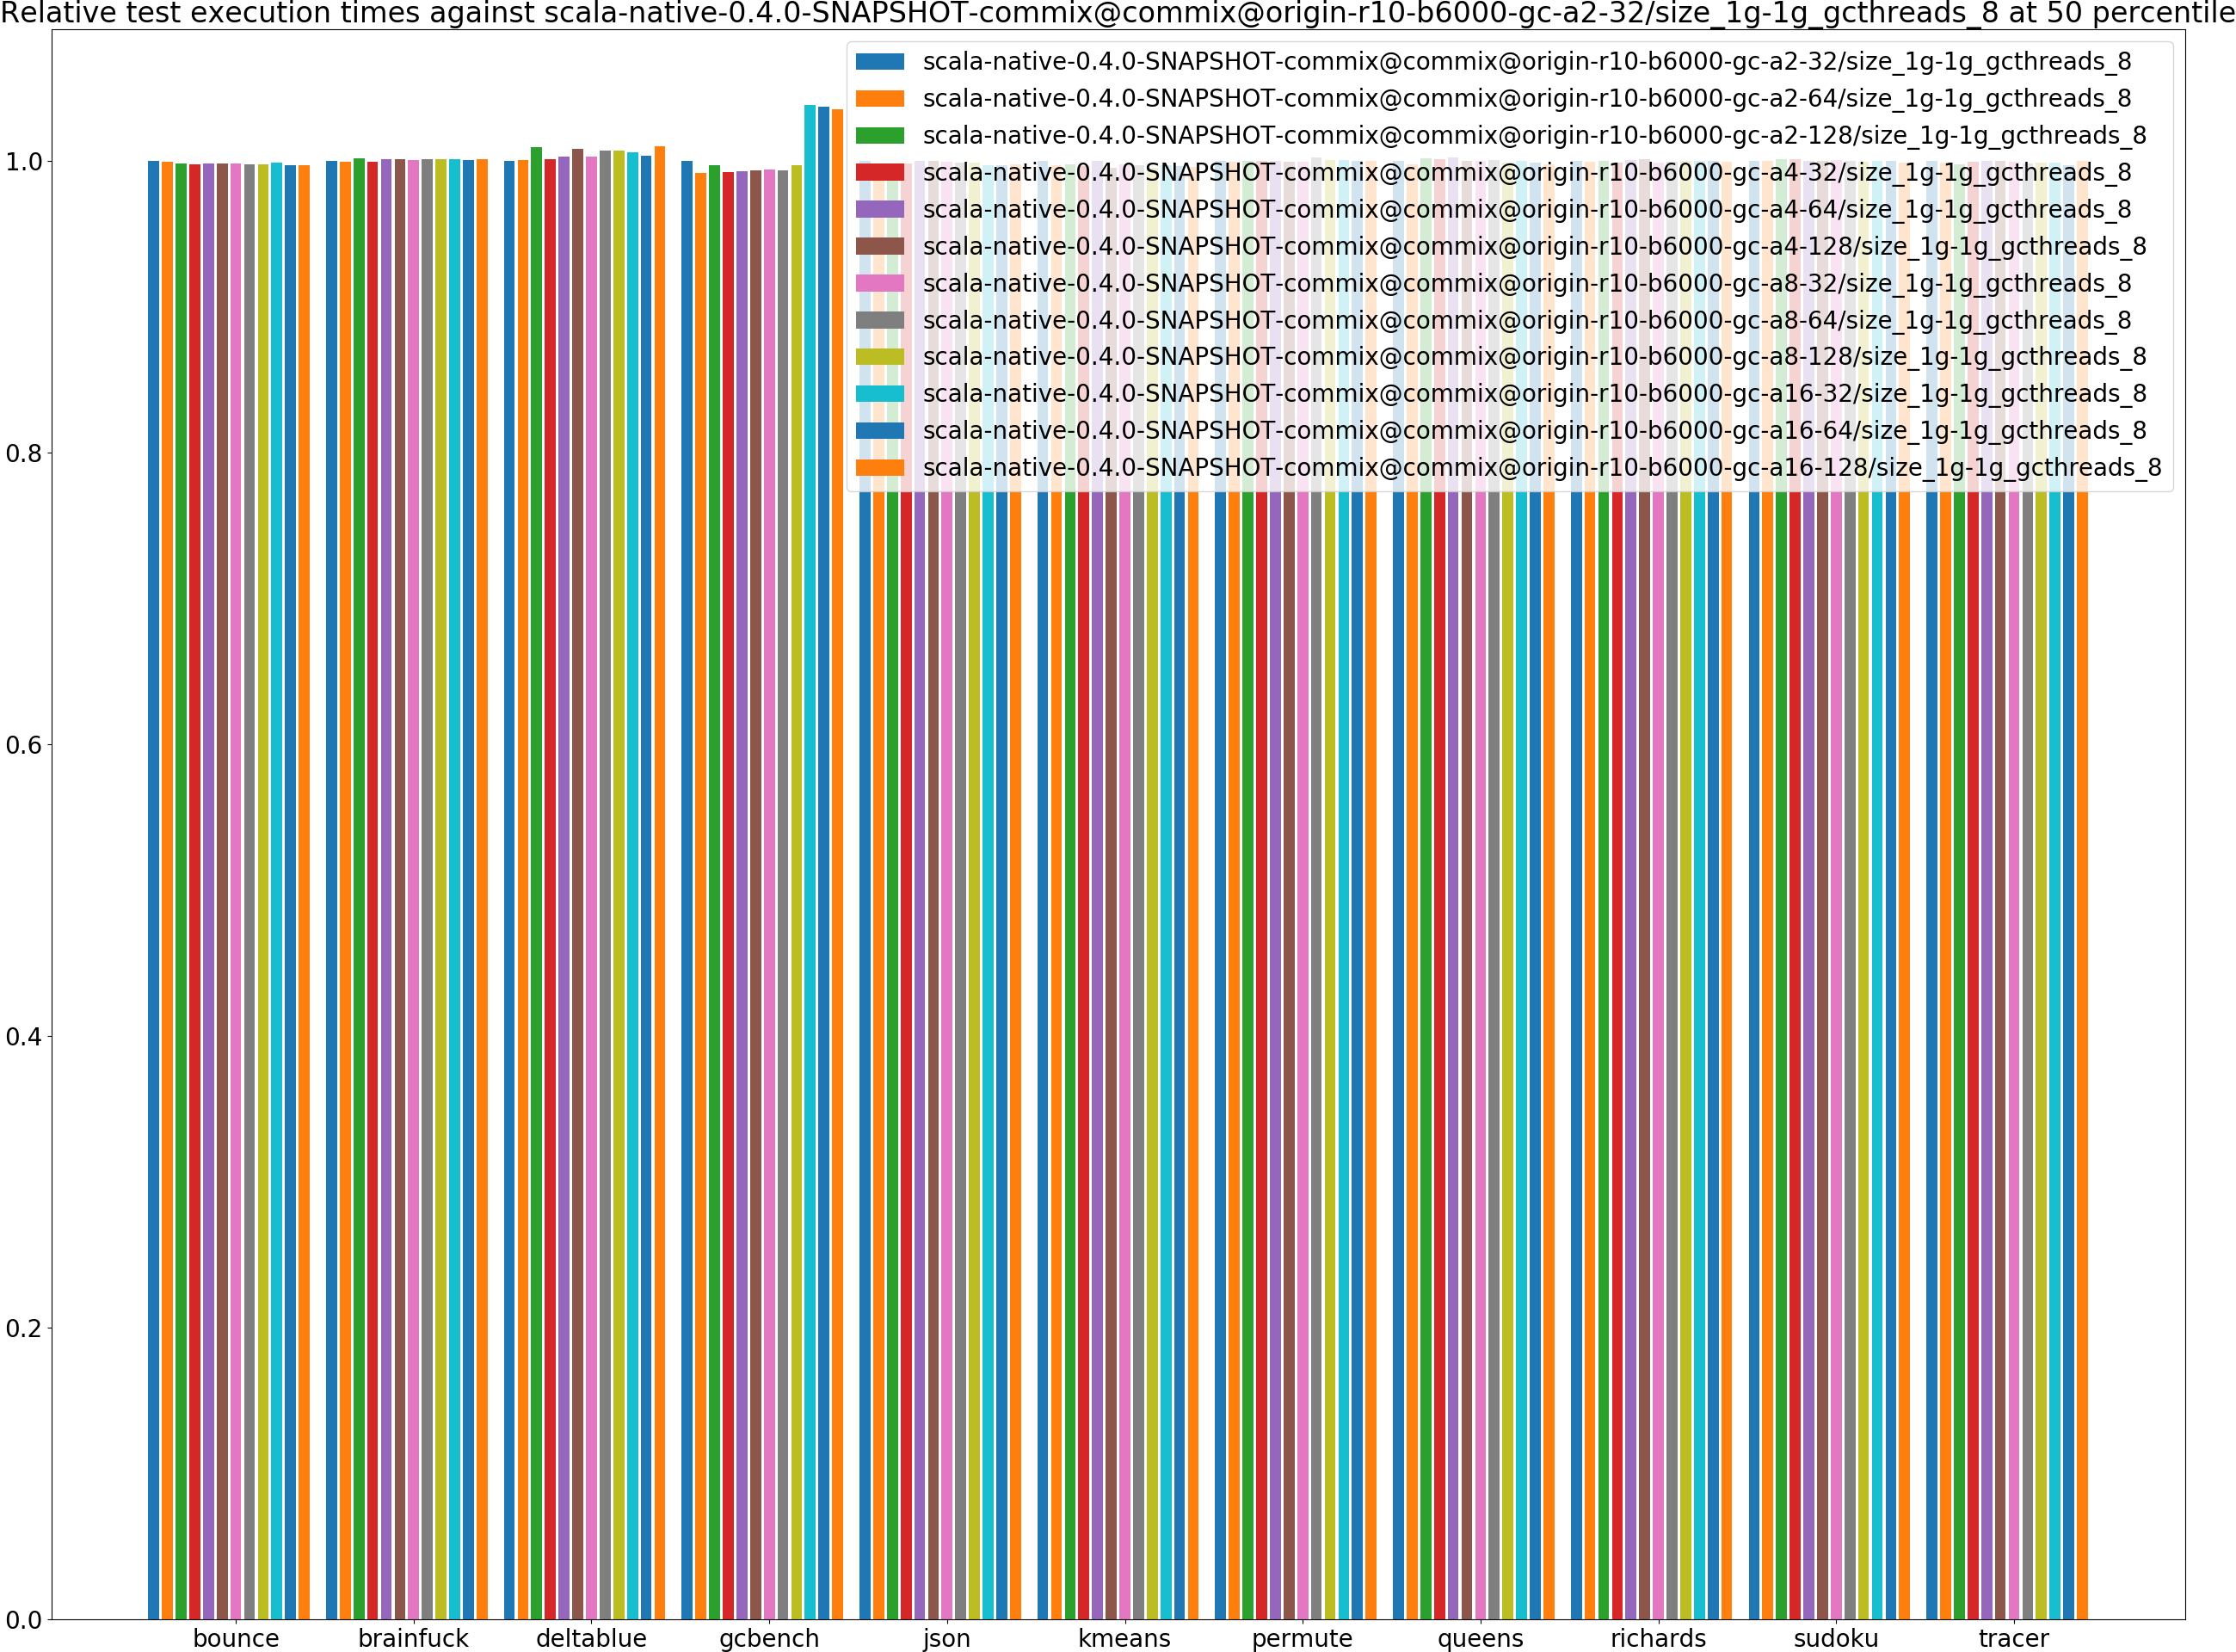 Relative test execution times against scala-native-0.4.0-SNAPSHOT-commix@commix@origin-r10-b6000-gc-a2-32/size_1g-1g_gcthreads_8 at 50 percentile
scala-native-0.4.0-SNAPSHOT-commix@commix@origin-r10-b6000-gc-a2-32/size_1g-1g_gcthreads_8
scala-native-0.4.0-SNAPSHOT-commix@commix@origin-r10-b6000-gc-a2-64/size_1g-1g_gcthreads_8
scala-native-0.4.0-SNAPSHOT-commix@commix@origin-r10-b6000-gc-a2-128/size_1g-1g_gcthreads_8
scala-native-0.4.0-SNAPSHOT-commix@commix@origin-r10-b6000-gc-a4-32/size_1g-1g_gcthreads_8
scala-native-0.4.0-SNAPSHOT-commix@commix@origin-r10-b6000-gc-a4-64/size_1g-1g_gcthreads_8
scala-native-0.4.0-SNAPSHOT-commix@commix@origin-r10-b6000-gc-a4-128/size_1g-1g_gcthreads_8
scala-native-0.4.0-SNAPSHOT-commix@commix@origin-r10-b6000-gc-a8-32/size_1g-1g_gcthreads_8
scala-native-0.4.0-SNAPSHOT-commix@commix@origin-r10-b6000-gc-a8-64/size_1g-1g_gcthreads_8
scala-native-0.4.0-SNAPSHOT-commix@commix@origin-r10-b6000-gc-a8-128/size_1g-1g_gcthreads_8
scala-native-0.4.0-SNAPSHOT-commix@commix@origin-r10-b6000-gc-a16-32/size_1g-1g_gcthreads_8
scala-native-0.4.0-SNAPSHOT-commix@commix@origin-r10-b6000-gc-a16-64/size_1g-1g_gcthreads_8
scala-native-0.4.0-SNAPSHOT-commix@commix@origin-r10-b6000-gc-a16-128/size_1g-1g_gcthreads_8
1.0
0.8
0.6
0.4
0.2
0.0
bounce brainfuck deltablue gcbench json kmeans permute queens richards sudoku tracer